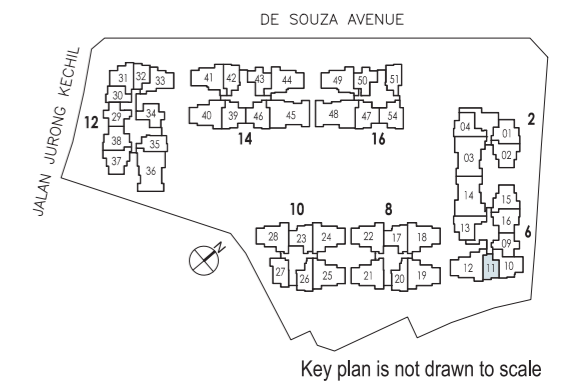 DE SOUZA AVENUE
JALAN JURONG KECHIL
31 32 33 41 42 43 44 49 50 51
30
12 29 34 40 39 46 45 48 47 54 04 01 2
38 35 14 16 02
37 36 03
14 15
16
10 8 13 6
28 23 24 22 17 18 09
27 26 25 21 20 19 12 11 10
N
Key plan is not drawn to scale